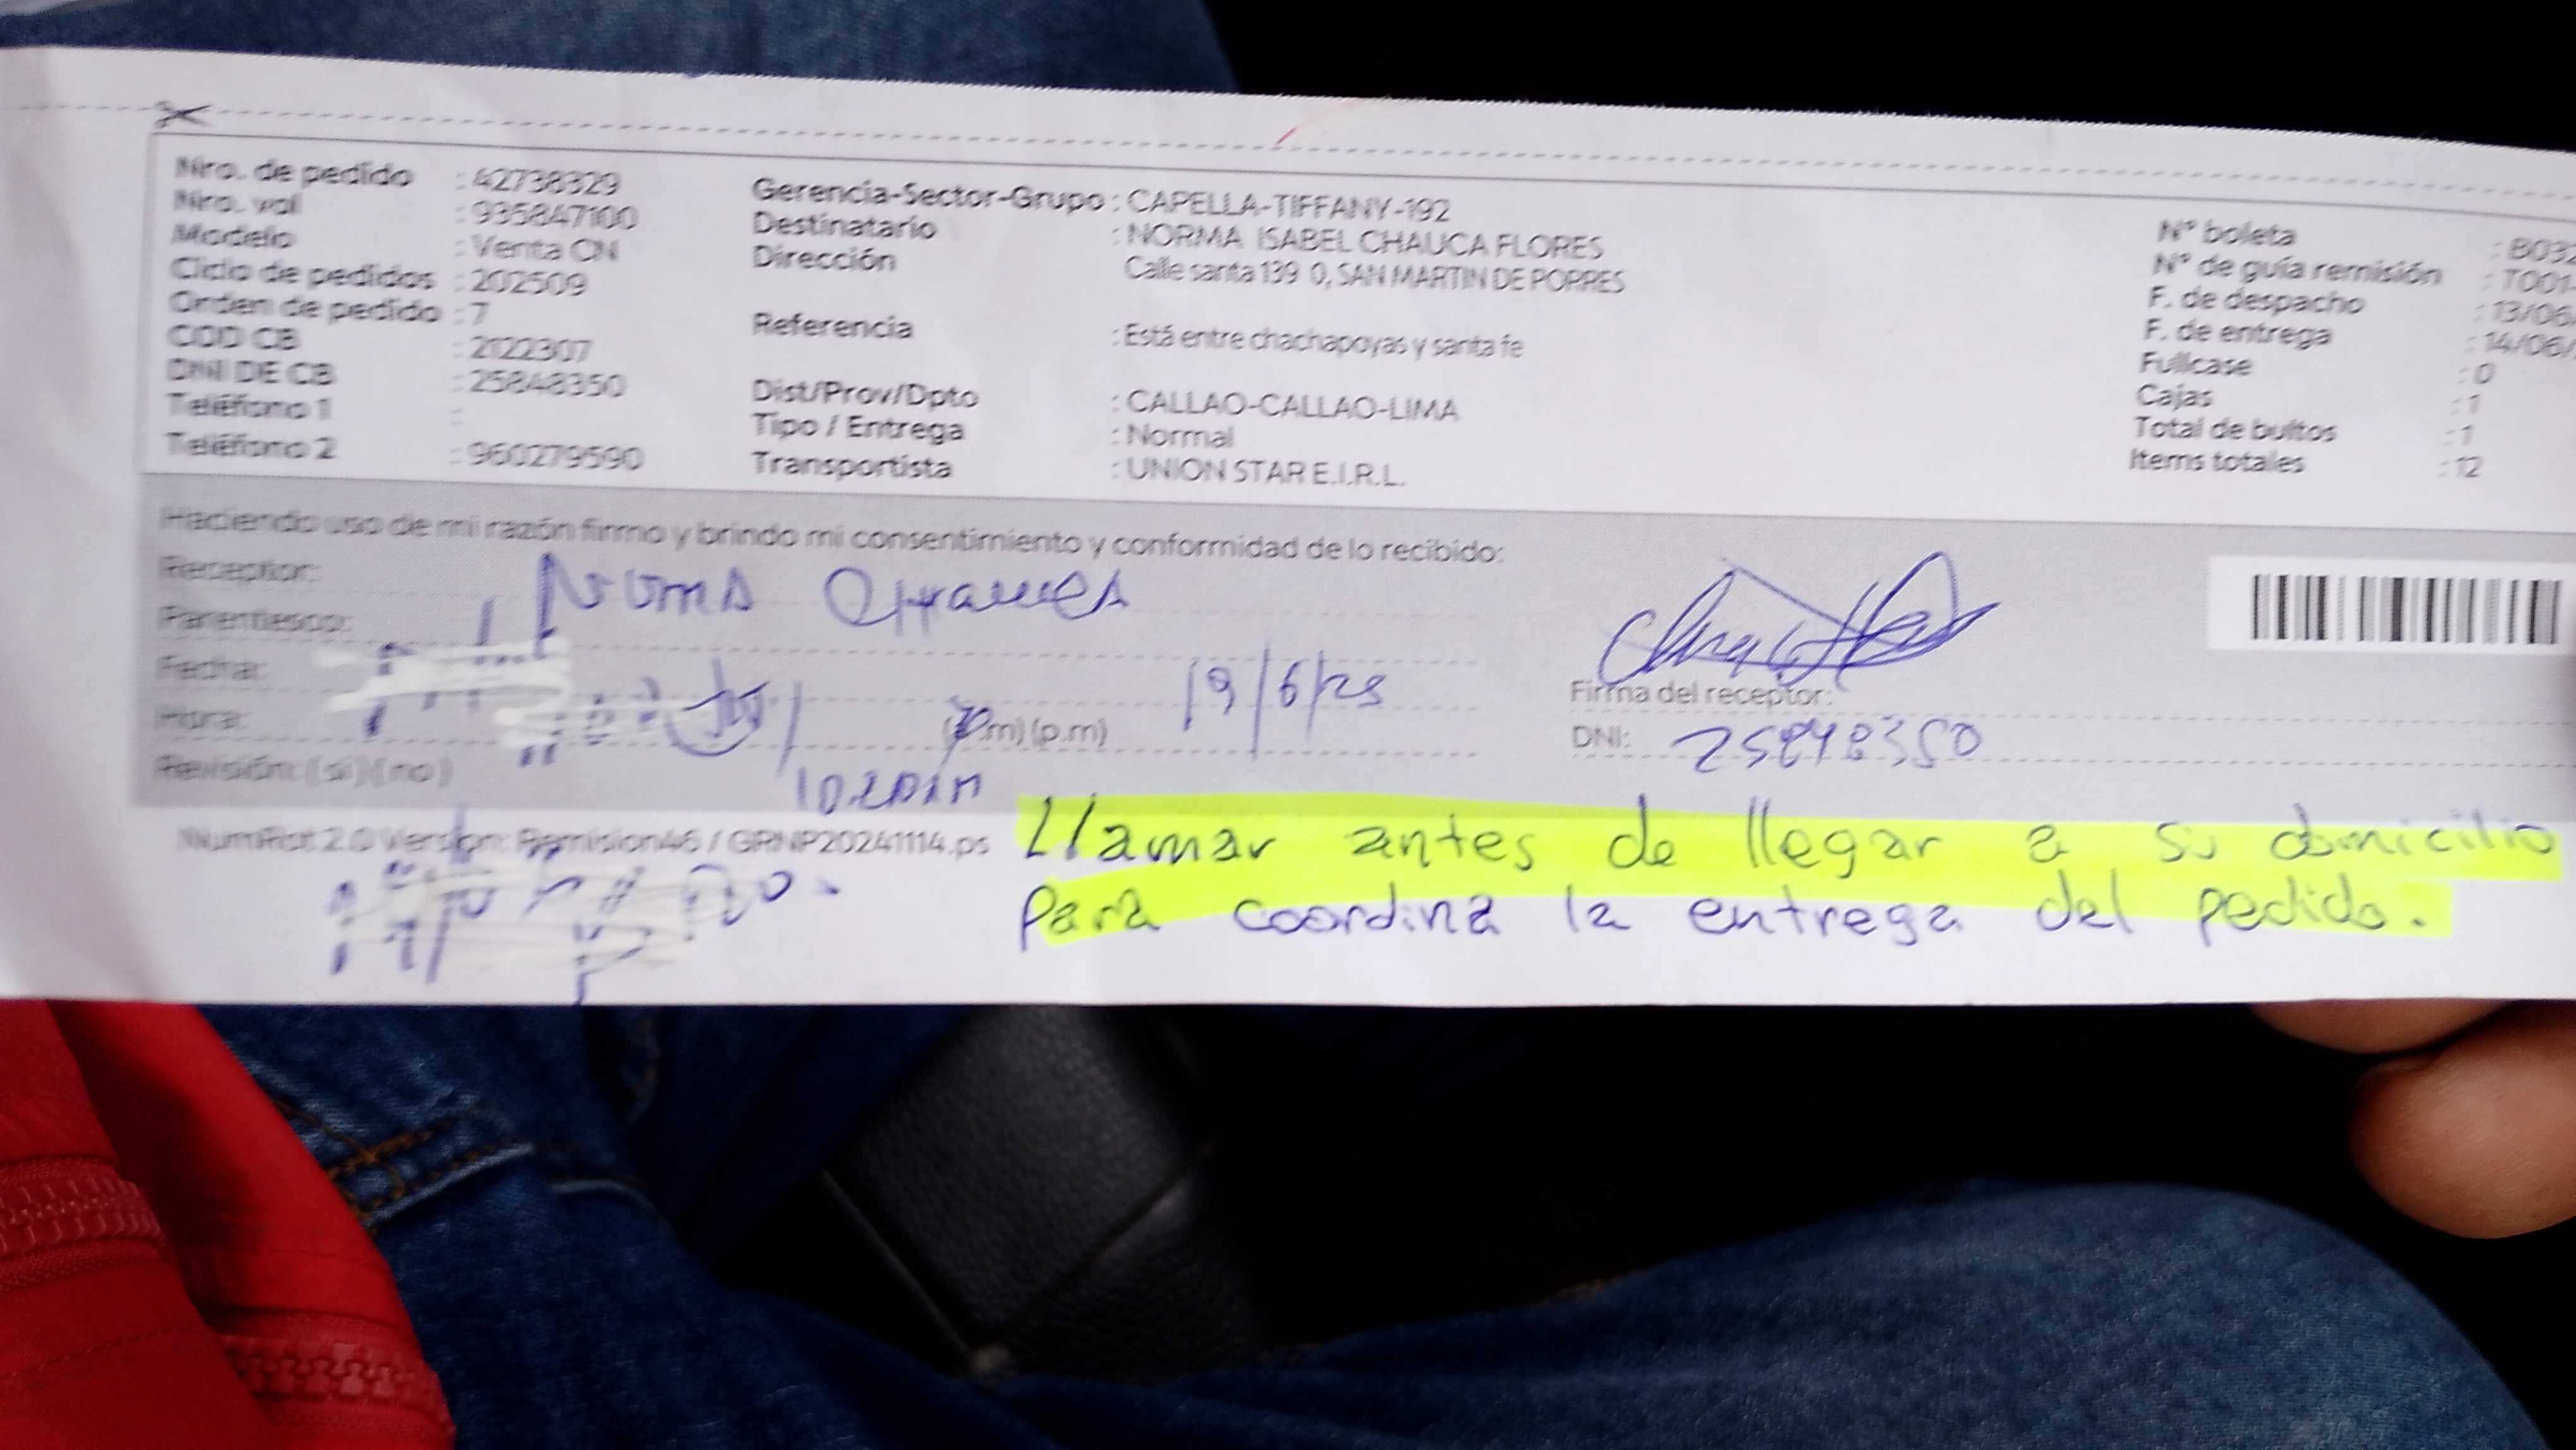 Nro. de pedido : 42738329
Nro. vol : 935847100
Modelo : Venta CN
Ciclo de pedidos : 202509
Orden de pedido : 7
COD CB : 2122307
DNI DE CB : 25848350
Teléfono 1 :
Teléfono 2 : 960279590
Gerencia-Sector-Grupo : CAPELLA-TIFFANY-192
Destinatario : NORMA ISABEL CHAUCA FLORES
Dirección Calle santa 139 0, SAN MARTIN DE PORRES
Referencia : Está entre chachapoyas y santa fe
Dist/Prov/Dpto : CALLAO-CALLAO-LIMA
Tipo / Entrega : Normal
Transportista : UNION STAR E.I.R.L.
N° boleta : B032
N° de guía remisión : T001-
F. de despacho : 13/06/
F. de entrega : 14/06/
Fullcase : 0
Cajas : 1
Total de bultos : 1
Items totales : 12
Haciendo uso de mi razón firmo y brindo mi consentimiento y conformidad de lo recibido:
Receptor:
Parentesco:
Fecha: 19/6/25
Hora: (a.m) (p.m)
Revisión: (si) (no)
Firma del receptor:
DNI: 25848350
NumRot 2.0 Version: Remision46 / GRNP20241114.ps
Llamar antes de llegar a su domicilio
para coordina la entrega del pedido.